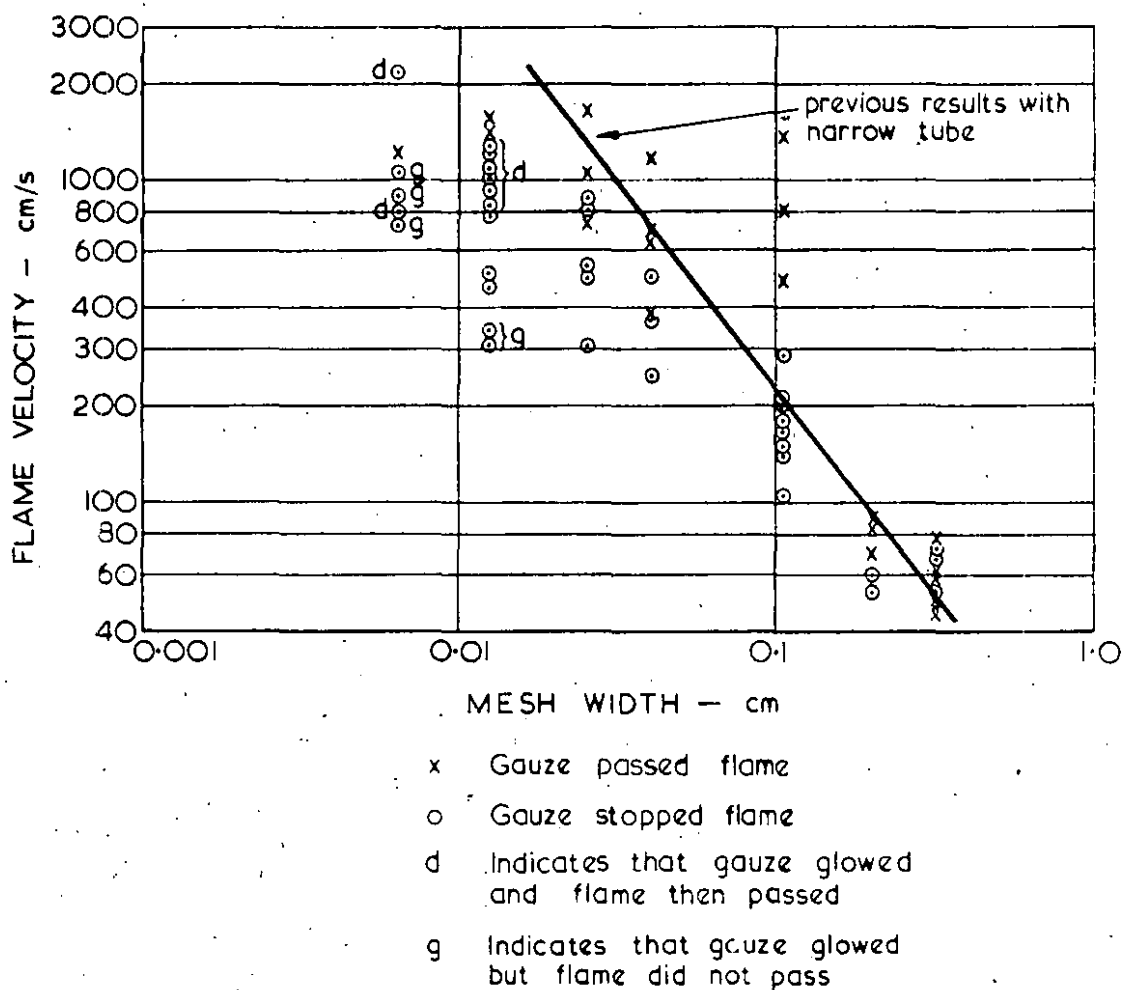 3000
2000
1000
800
600
400
300
200
100
80
60
40
FLAME VELOCITY — cm/s
d
g
g
d
g
d
g
previous results with
narrow tube
0·001
0·01
0·1
1·0
MESH WIDTH — cm
x Gauze passed flame
o Gauze stopped flame
d Indicates that gauze glowed
and flame then passed
g Indicates that gauze glowed
but flame did not pass